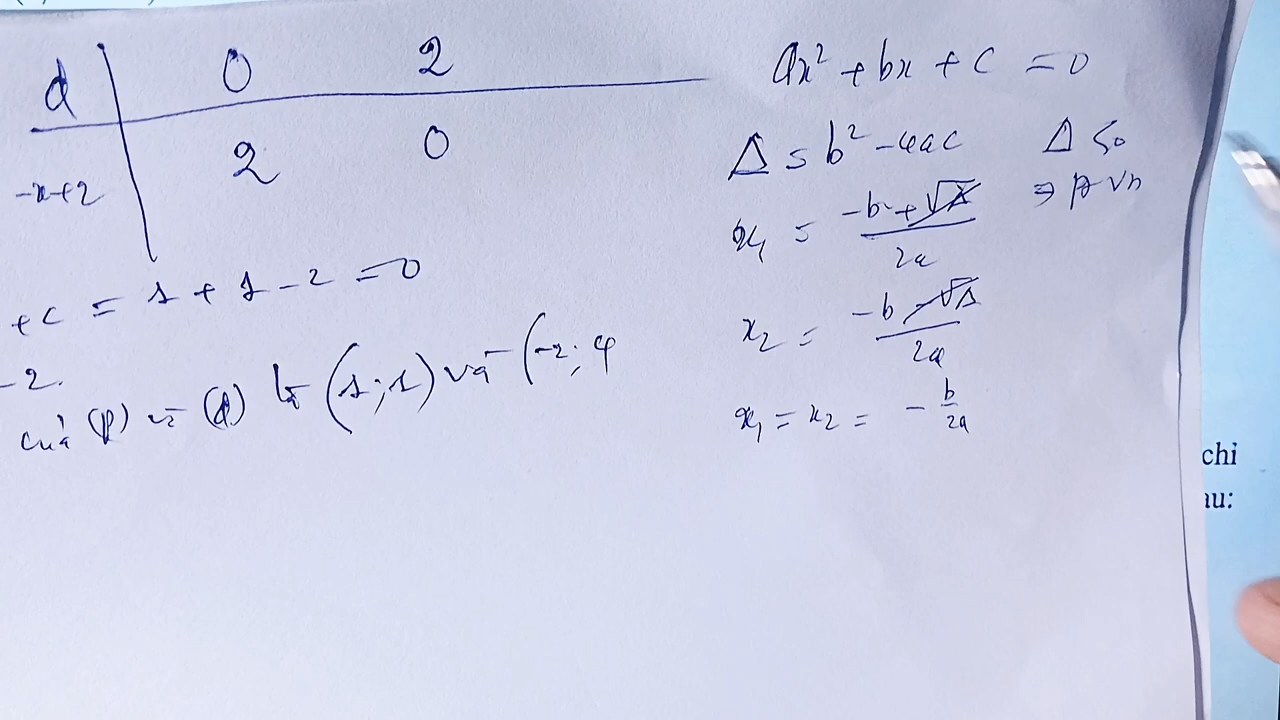 d 0 2
-x+2 2 0
+c = 1 + 1 - 2 = 0
-2.
của (P) và (d) là (1; 1) và (-2; 4
ax² + bx + c = 0
Δ = b² - 4ac Δ < 0
⇒ pt vn
x₁ = (-b + √Δ)/2a
x₂ = (-b - √Δ)/2a
x₁ = x₂ = -b/2a
chi
au: